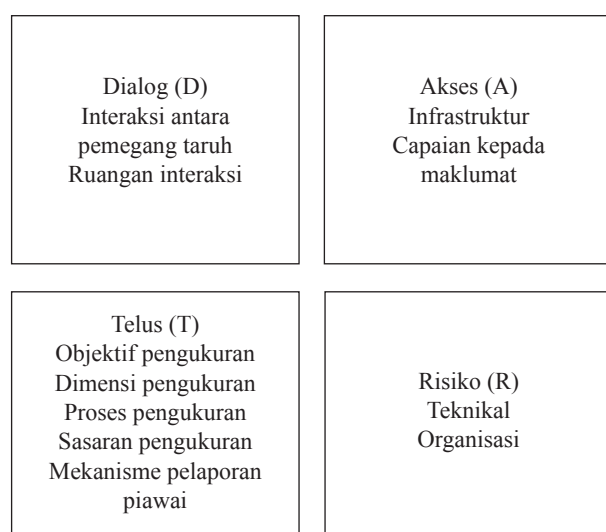 Dialog (D)
Interaksi antara
pemegang taruh
Ruangan interaksi
Akses (A)
Infrastruktur
Capaian kepada
maklumat
Telus (T)
Objektif pengukuran
Dimensi pengukuran
Proses pengukuran
Sasaran pengukuran
Mekanisme pelaporan
piawai
Risiko (R)
Teknikal
Organisasi